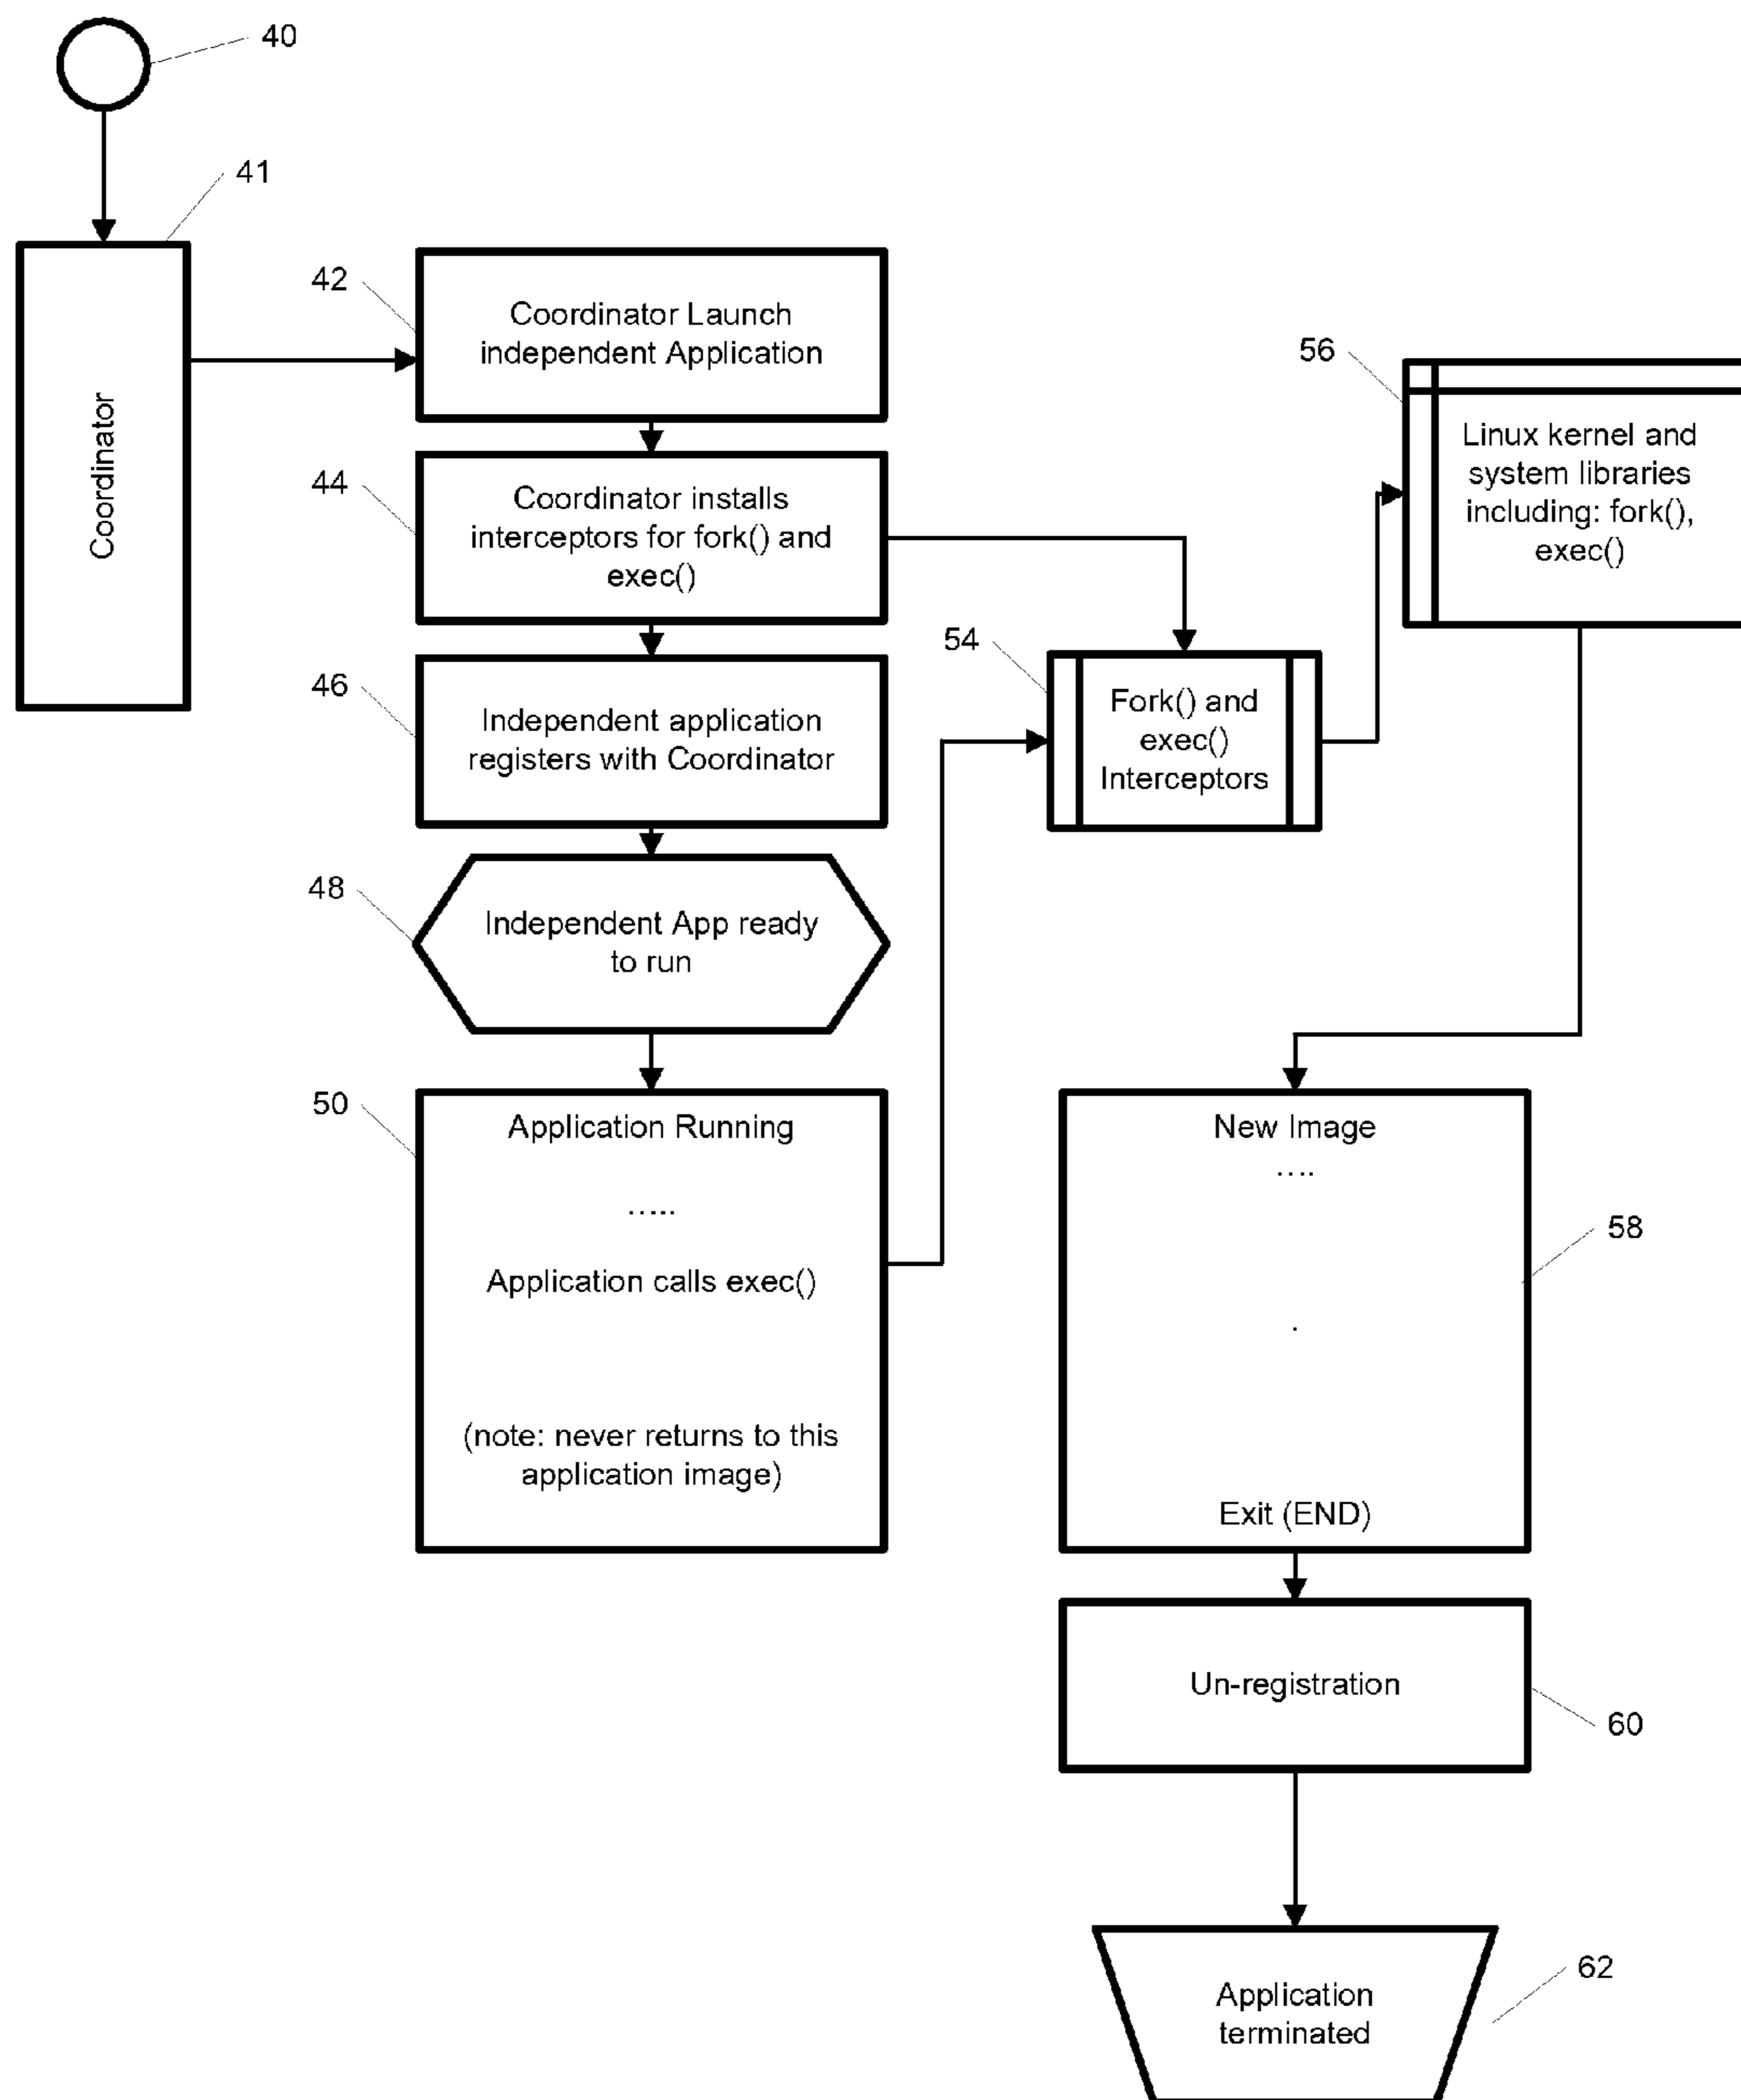 40
41
Coordinator
42
Coordinator Launch
independent Application
44
Coordinator installs
interceptors for fork() and
exec()
46
Independent application
registers with Coordinator
48
Independent App ready
to run
50
Application Running
.....
Application calls exec()
(note: never returns to this
application image)
54
Fork() and
exec()
Interceptors
56
Linux kernel and
system libraries
including: fork(),
exec()
58
New Image
....
.
Exit (END)
60
Un-registration
62
Application
terminated